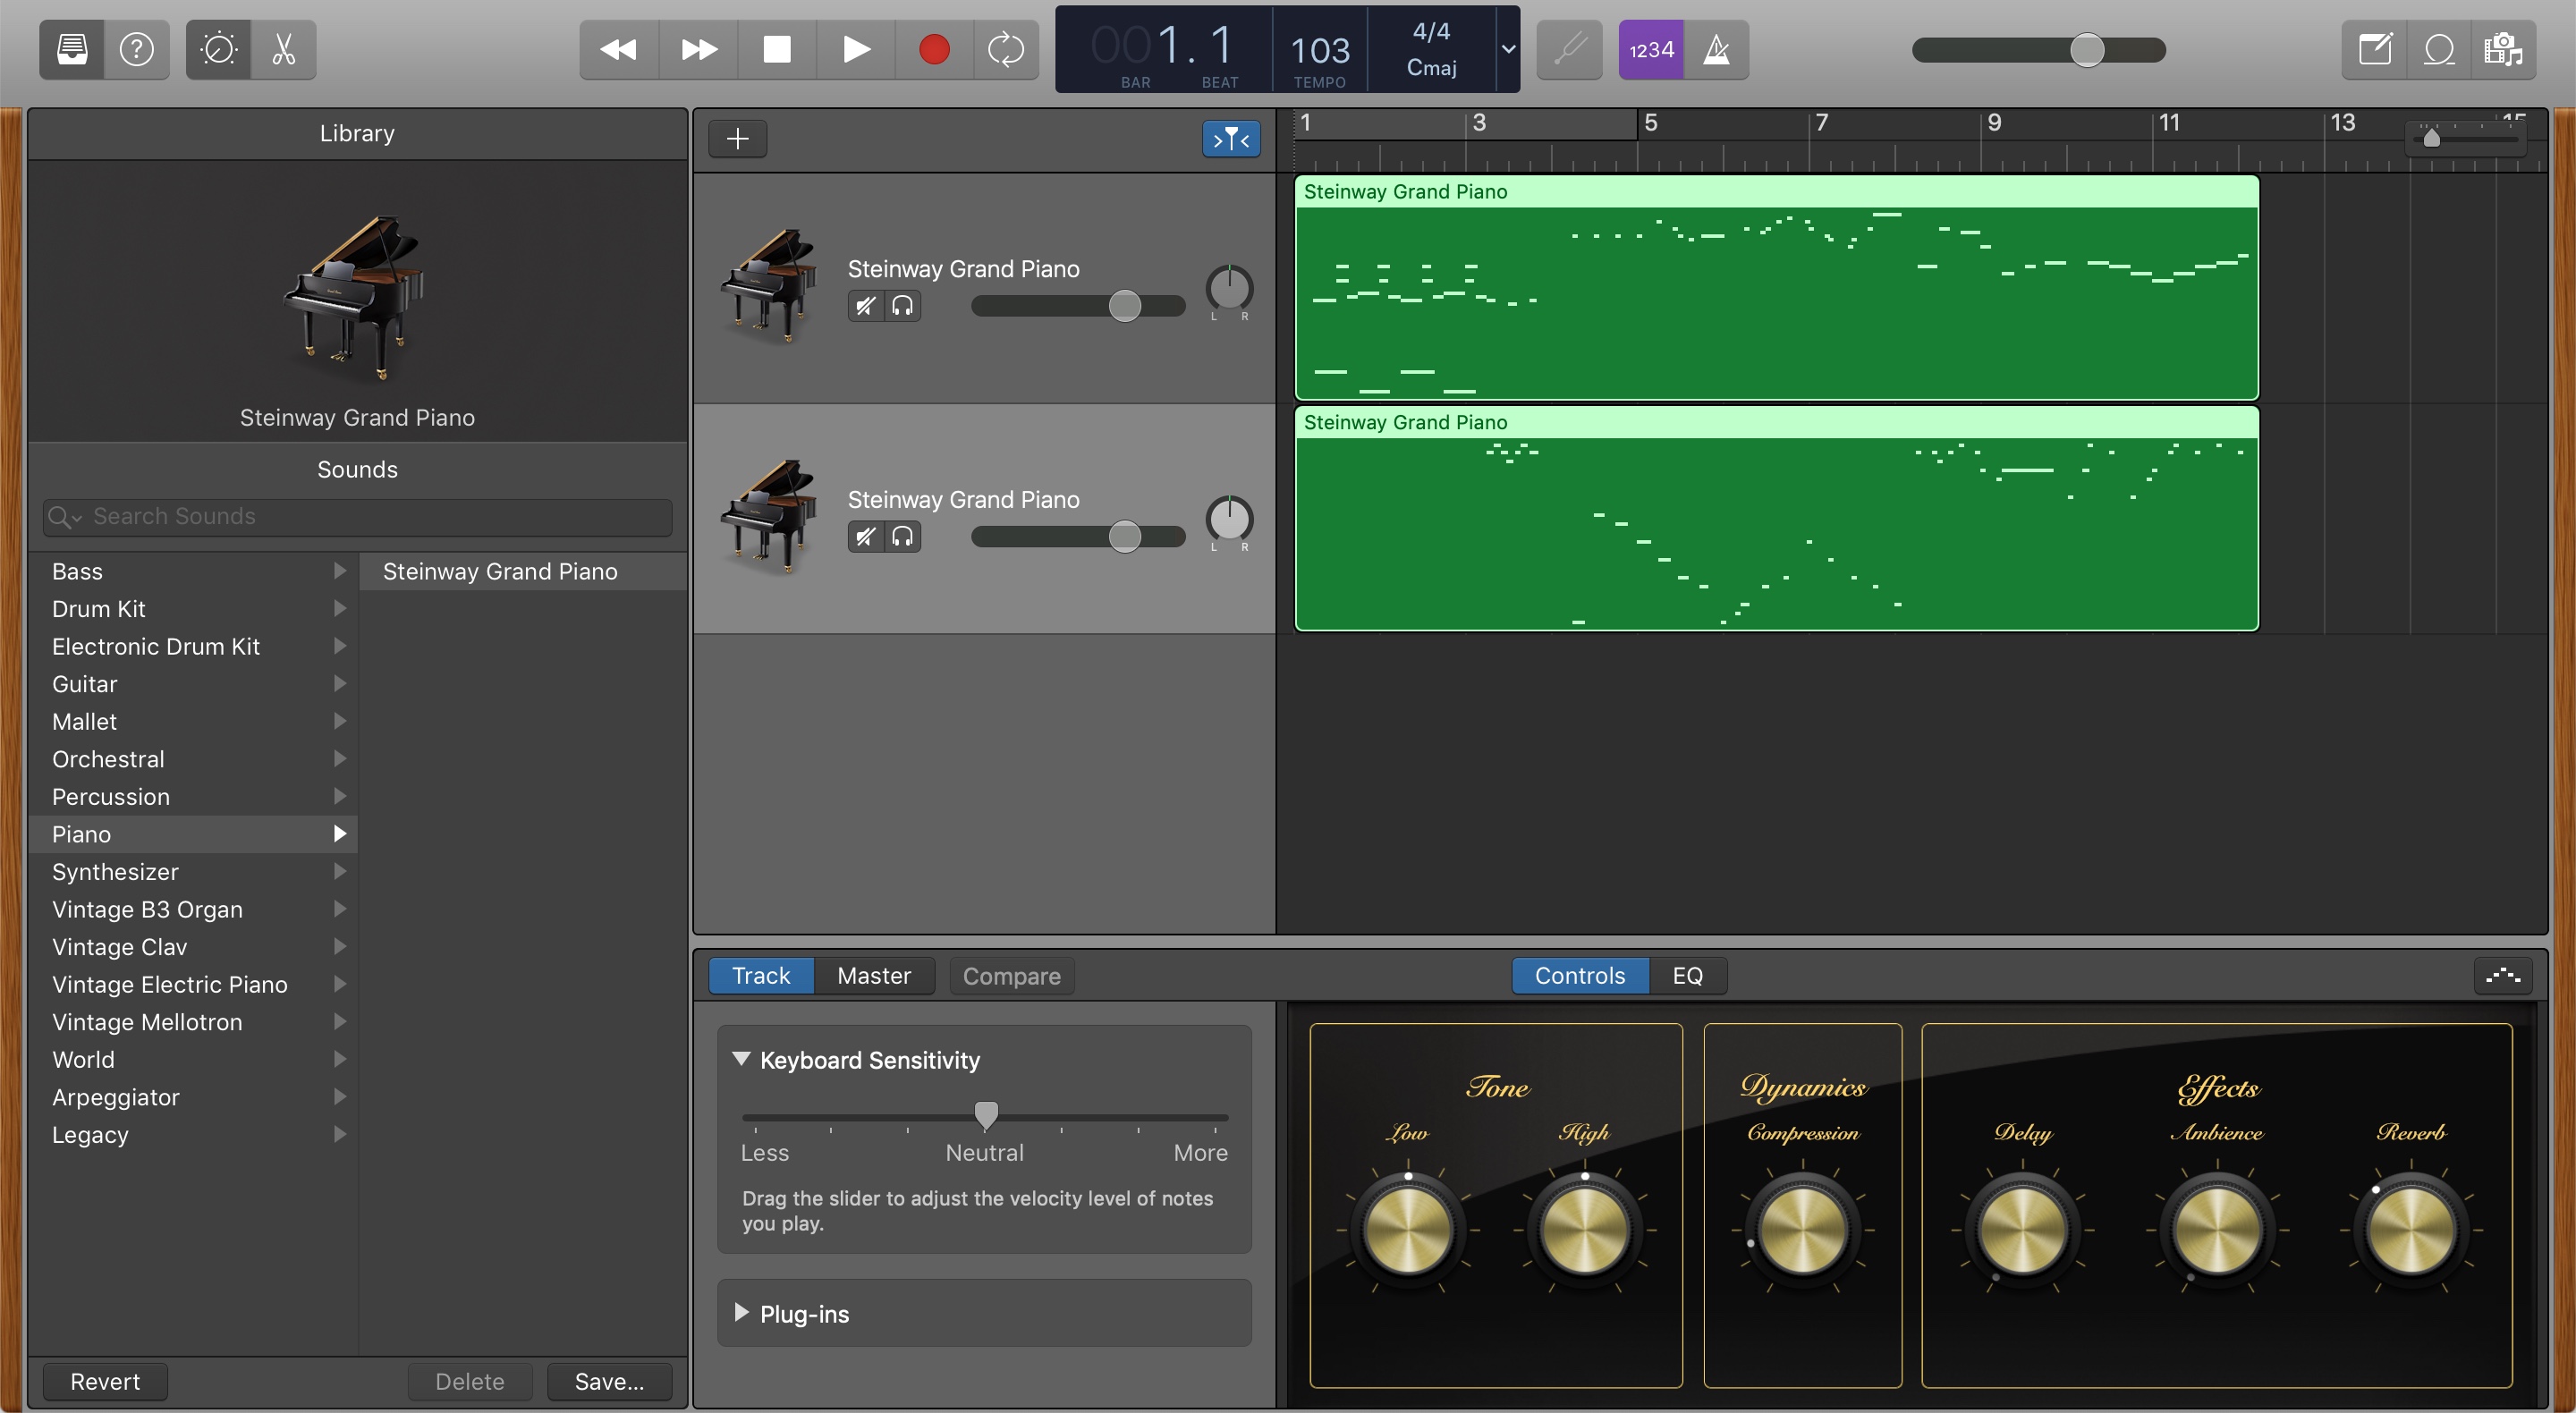 001. 1
BAR BEAT
103
TEMPO
4/4
Cmaj
1234
Library
Steinway Grand Piano
Sounds
Search Sounds
Bass
Drum Kit
Electronic Drum Kit
Guitar
Mallet
Orchestral
Percussion
Piano
Synthesizer
Vintage B3 Organ
Vintage Clav
Vintage Electric Piano
Vintage Mellotron
World
Arpeggiator
Legacy
Steinway Grand Piano
Revert Delete Save...
1 3 5 7 9 11 13 15
Steinway Grand Piano
L R
Steinway Grand Piano
Steinway Grand Piano
L R
Steinway Grand Piano
Track Master Compare
Controls EQ
Keyboard Sensitivity
Less Neutral More
Drag the slider to adjust the velocity level of notes
you play.
Plug-ins
Tone
Low High
Dynamics
Compression
Effects
Delay Ambience Reverb